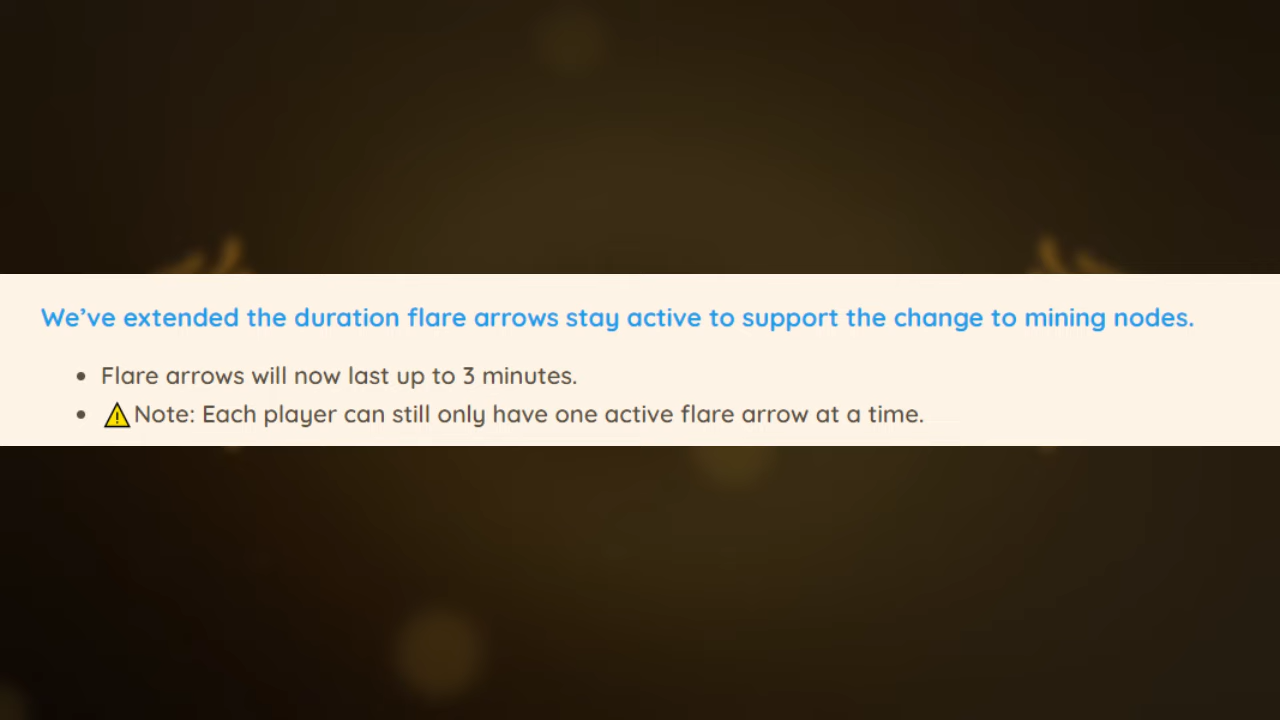 We’ve extended the duration flare arrows stay active to support the change to mining nodes.
• Flare arrows will now last up to 3 minutes.
• ⚠Note: Each player can still only have one active flare arrow at a time.